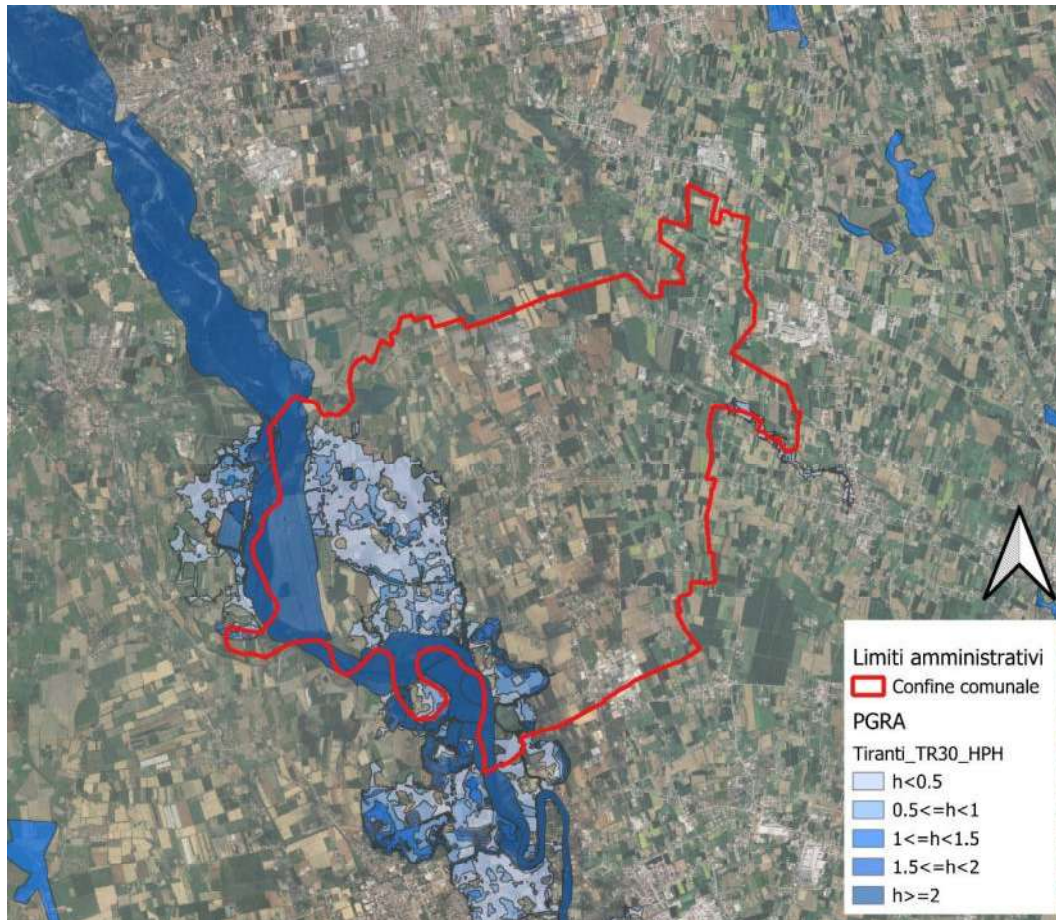 Limiti amministrativi
Confine comunale
PGRA
Tiranti_TR30_HPH
h<0.5
0.5<=h<1
1<=h<1.5
1.5<=h<2
h>=2